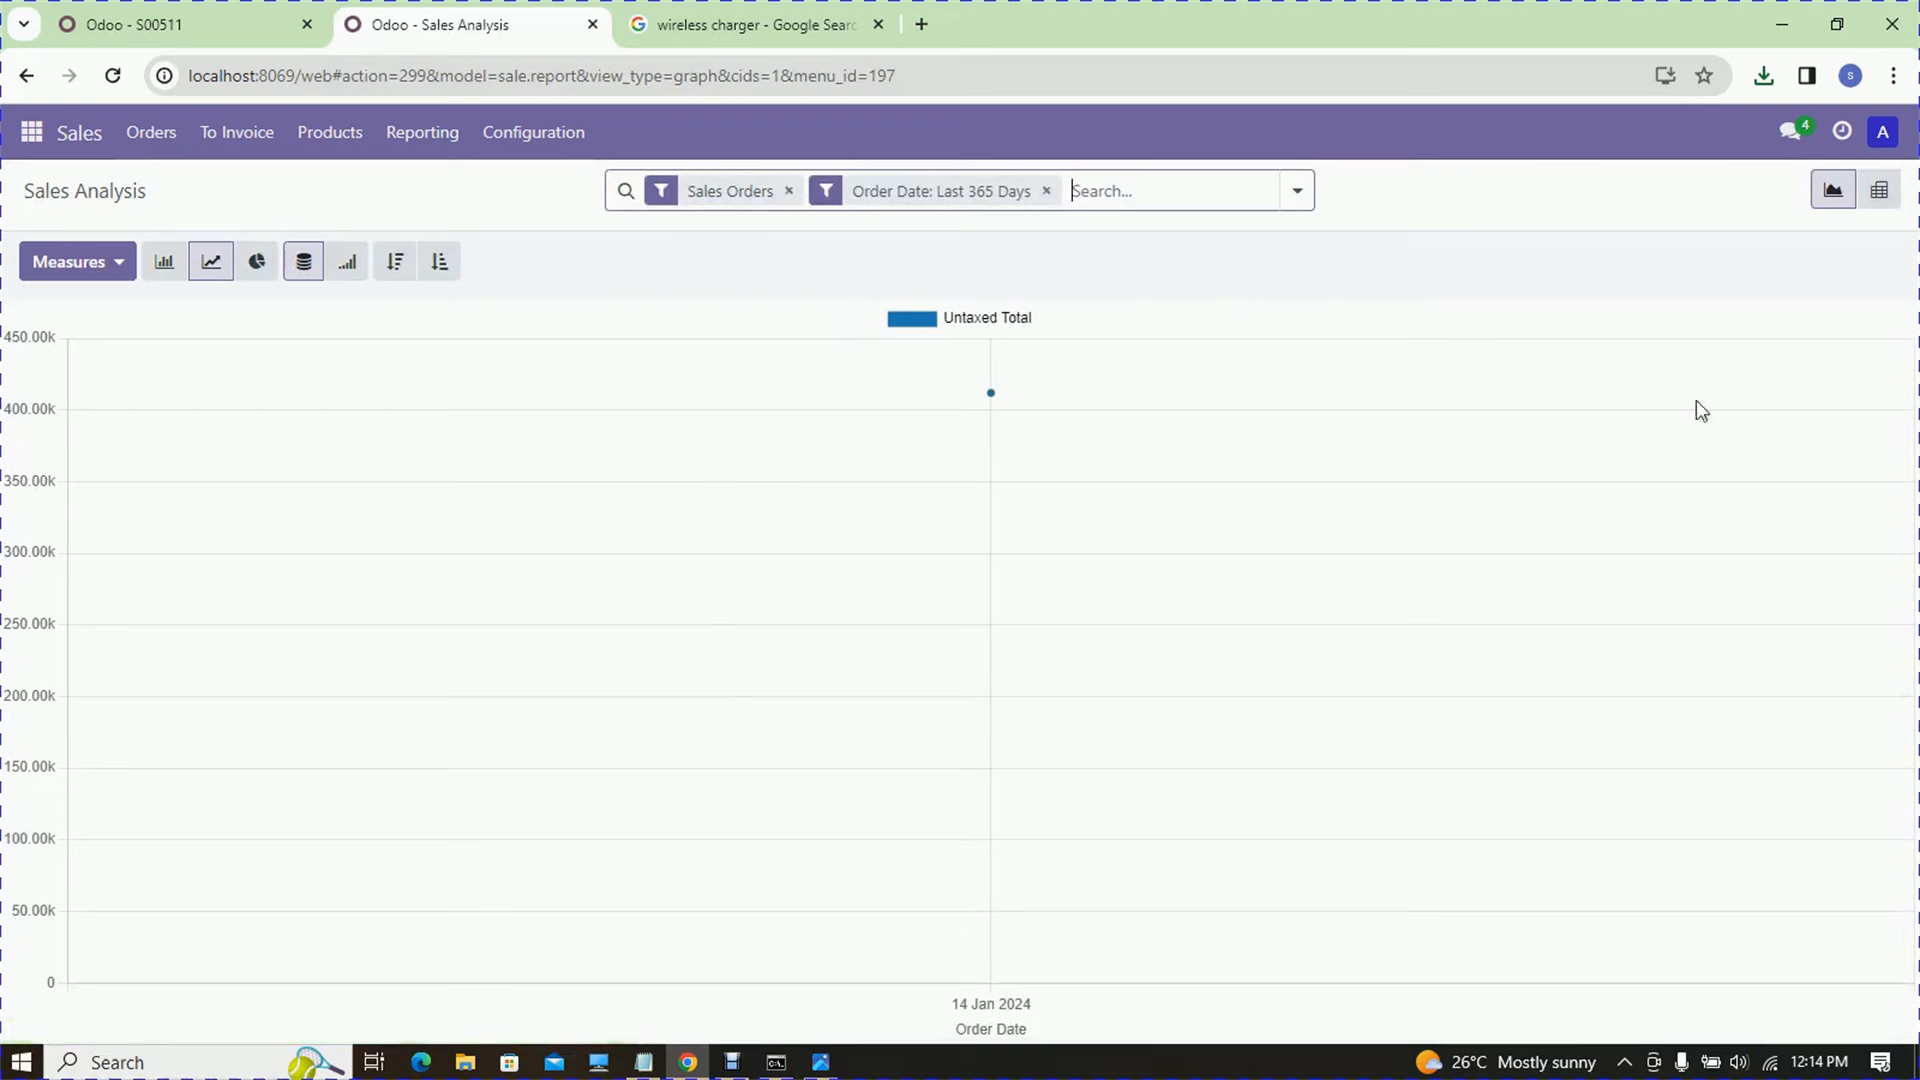 Odoo - S00511
Odoo - Sales Analysis
wireless charger - Google Searc
localhost:8069/web#action=299&model=sale.report&view_type=graph&cids=1&menu_id=197
S
Sales Orders To Invoice Products Reporting Configuration
4
A
Sales Analysis
Sales Orders
Order Date: Last 365 Days
Search...
Measures
Untaxed Total
450.00k
400.00k
350.00k
300.00k
250.00k
200.00k
150.00k
100.00k
50.00k
0
14 Jan 2024
Order Date
Search
26°C Mostly sunny
12:14 PM